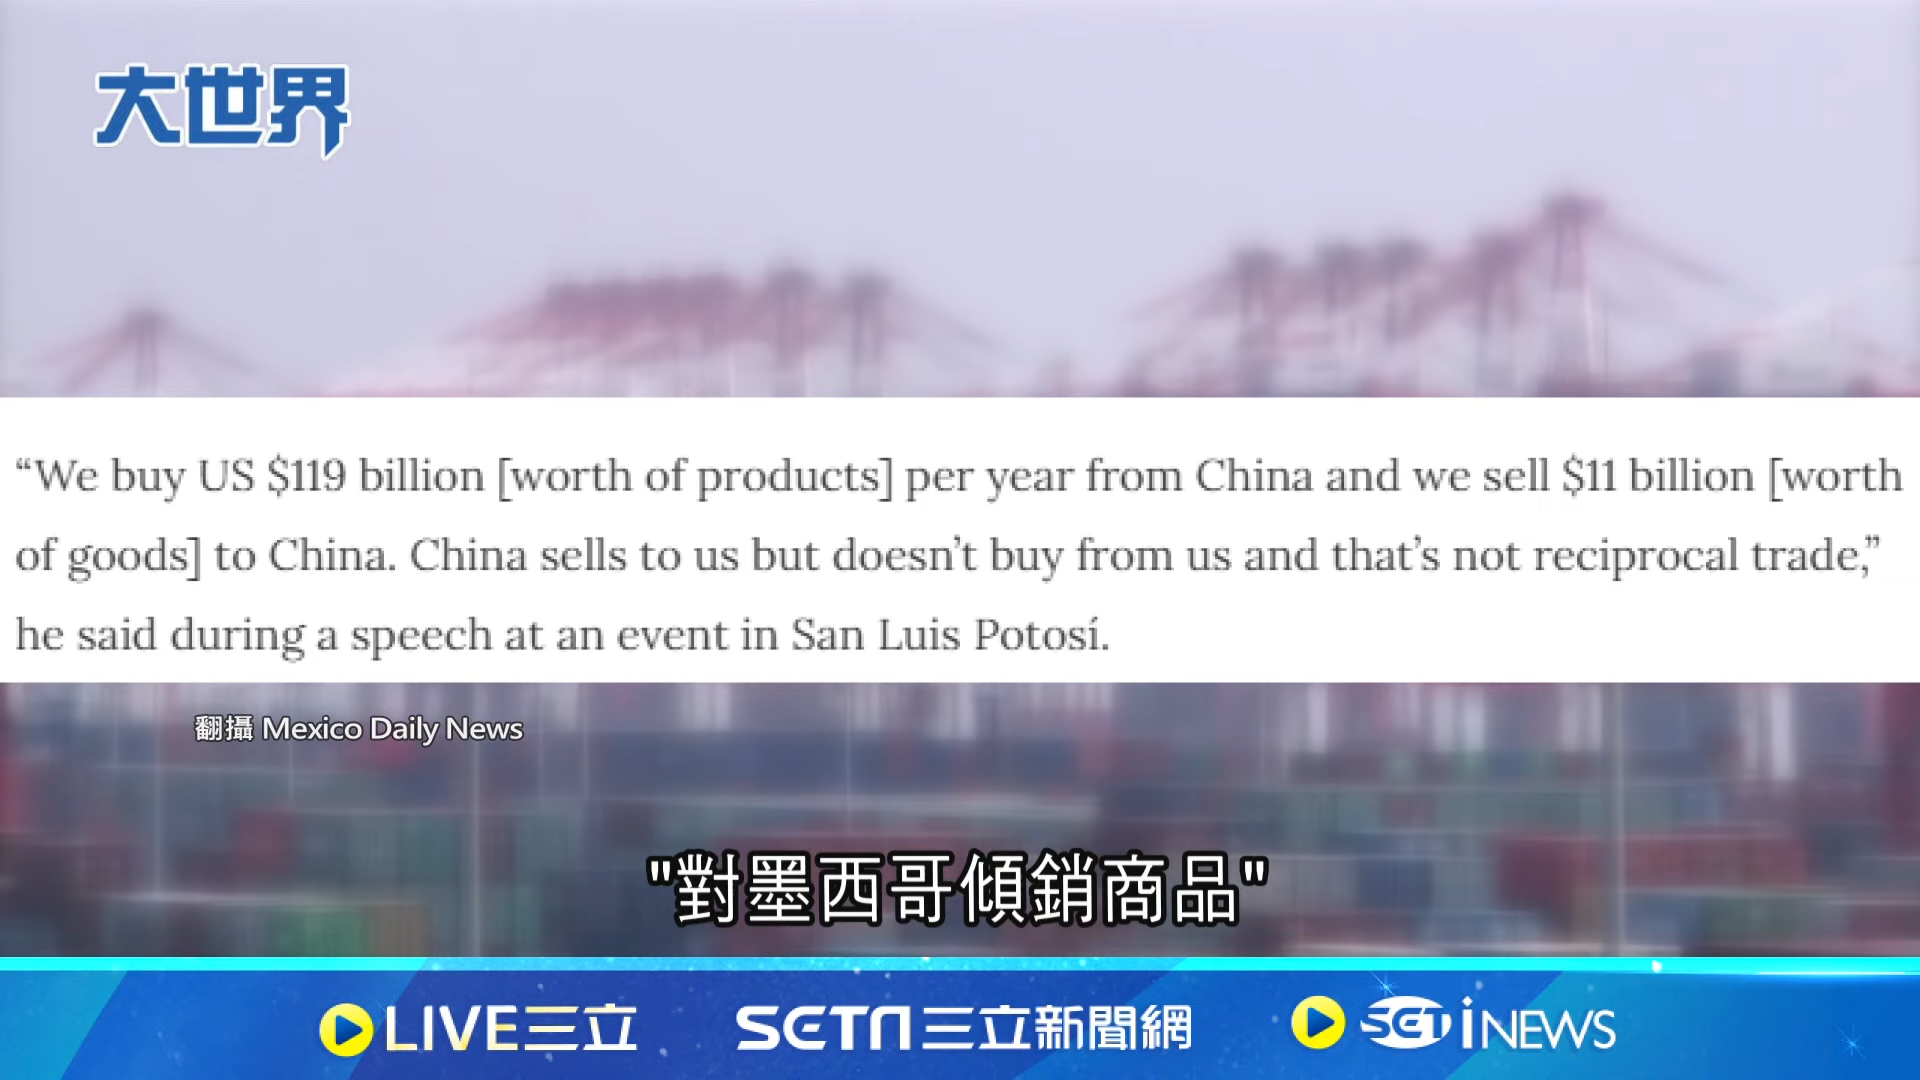 大世界
“We buy US $119 billion [worth of products] per year from China and we sell $11 billion [worth
of goods] to China. China sells to us but doesn’t buy from us and that’s not reciprocal trade,”
he said during a speech at an event in San Luis Potosí.
翻攝 Mexico Daily News
"對墨西哥傾銷商品"
LIVE三立 SETN三立新聞網 SET iNEWS